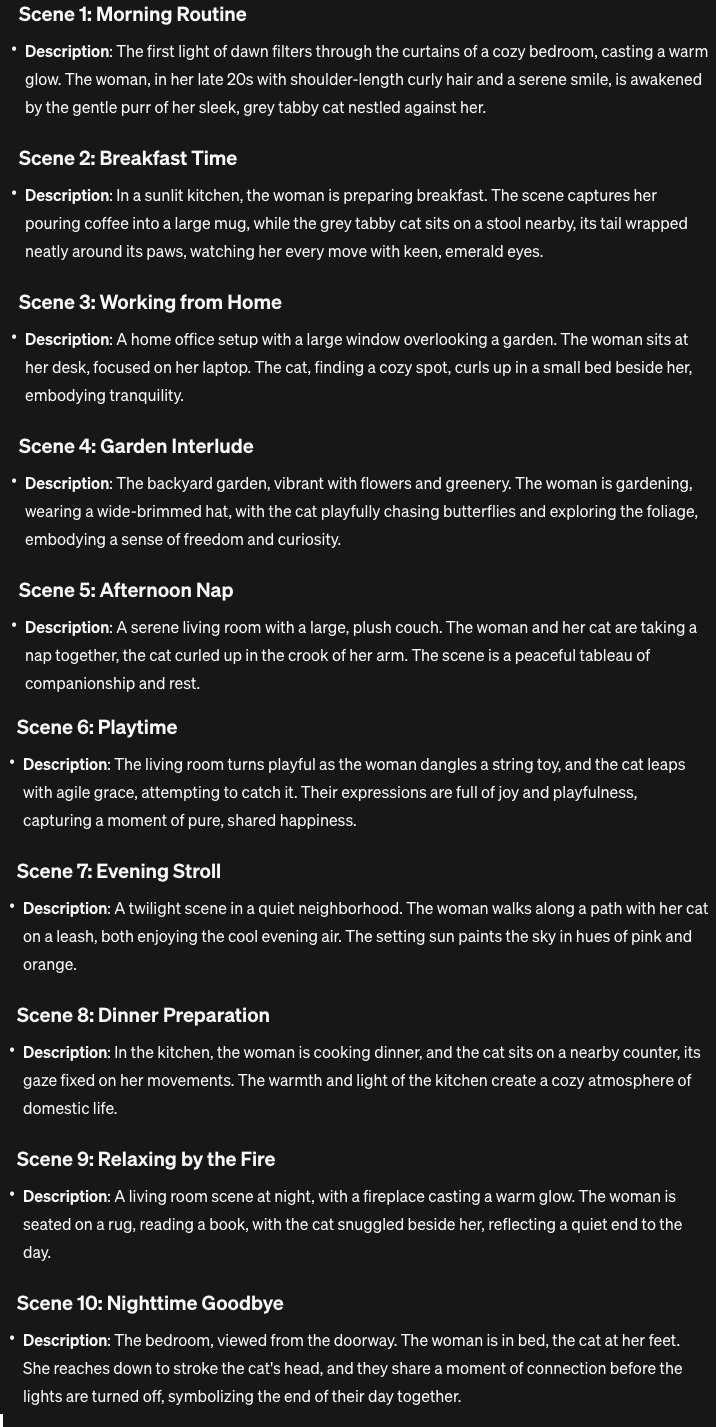 Scene 1: Morning Routine
• Description: The first light of dawn filters through the curtains of a cozy bedroom, casting a warm
glow. The woman, in her late 20s with shoulder-length curly hair and a serene smile, is awakened
by the gentle purr of her sleek, grey tabby cat nestled against her.
Scene 2: Breakfast Time
• Description: In a sunlit kitchen, the woman is preparing breakfast. The scene captures her
pouring coffee into a large mug, while the grey tabby cat sits on a stool nearby, its tail wrapped
neatly around its paws, watching her every move with keen, emerald eyes.
Scene 3: Working from Home
• Description: A home office setup with a large window overlooking a garden. The woman sits at
her desk, focused on her laptop. The cat, finding a cozy spot, curls up in a small bed beside her,
embodying tranquility.
Scene 4: Garden Interlude
• Description: The backyard garden, vibrant with flowers and greenery. The woman is gardening,
wearing a wide-brimmed hat, with the cat playfully chasing butterflies and exploring the foliage,
embodying a sense of freedom and curiosity.
Scene 5: Afternoon Nap
• Description: A serene living room with a large, plush couch. The woman and her cat are taking a
nap together, the cat curled up in the crook of her arm. The scene is a peaceful tableau of
companionship and rest.
Scene 6: Playtime
• Description: The living room turns playful as the woman dangles a string toy, and the cat leaps
with agile grace, attempting to catch it. Their expressions are full of joy and playfulness,
capturing a moment of pure, shared happiness.
Scene 7: Evening Stroll
• Description: A twilight scene in a quiet neighborhood. The woman walks along a path with her cat
on a leash, both enjoying the cool evening air. The setting sun paints the sky in hues of pink and
orange.
Scene 8: Dinner Preparation
• Description: In the kitchen, the woman is cooking dinner, and the cat sits on a nearby counter, its
gaze fixed on her movements. The warmth and light of the kitchen create a cozy atmosphere of
domestic life.
Scene 9: Relaxing by the Fire
• Description: A living room scene at night, with a fireplace casting a warm glow. The woman is
seated on a rug, reading a book, with the cat snuggled beside her, reflecting a quiet end to the
day.
Scene 10: Nighttime Goodbye
• Description: The bedroom, viewed from the doorway. The woman is in bed, the cat at her feet.
She reaches down to stroke the cat's head, and they share a moment of connection before the
lights are turned off, symbolizing the end of their day together.